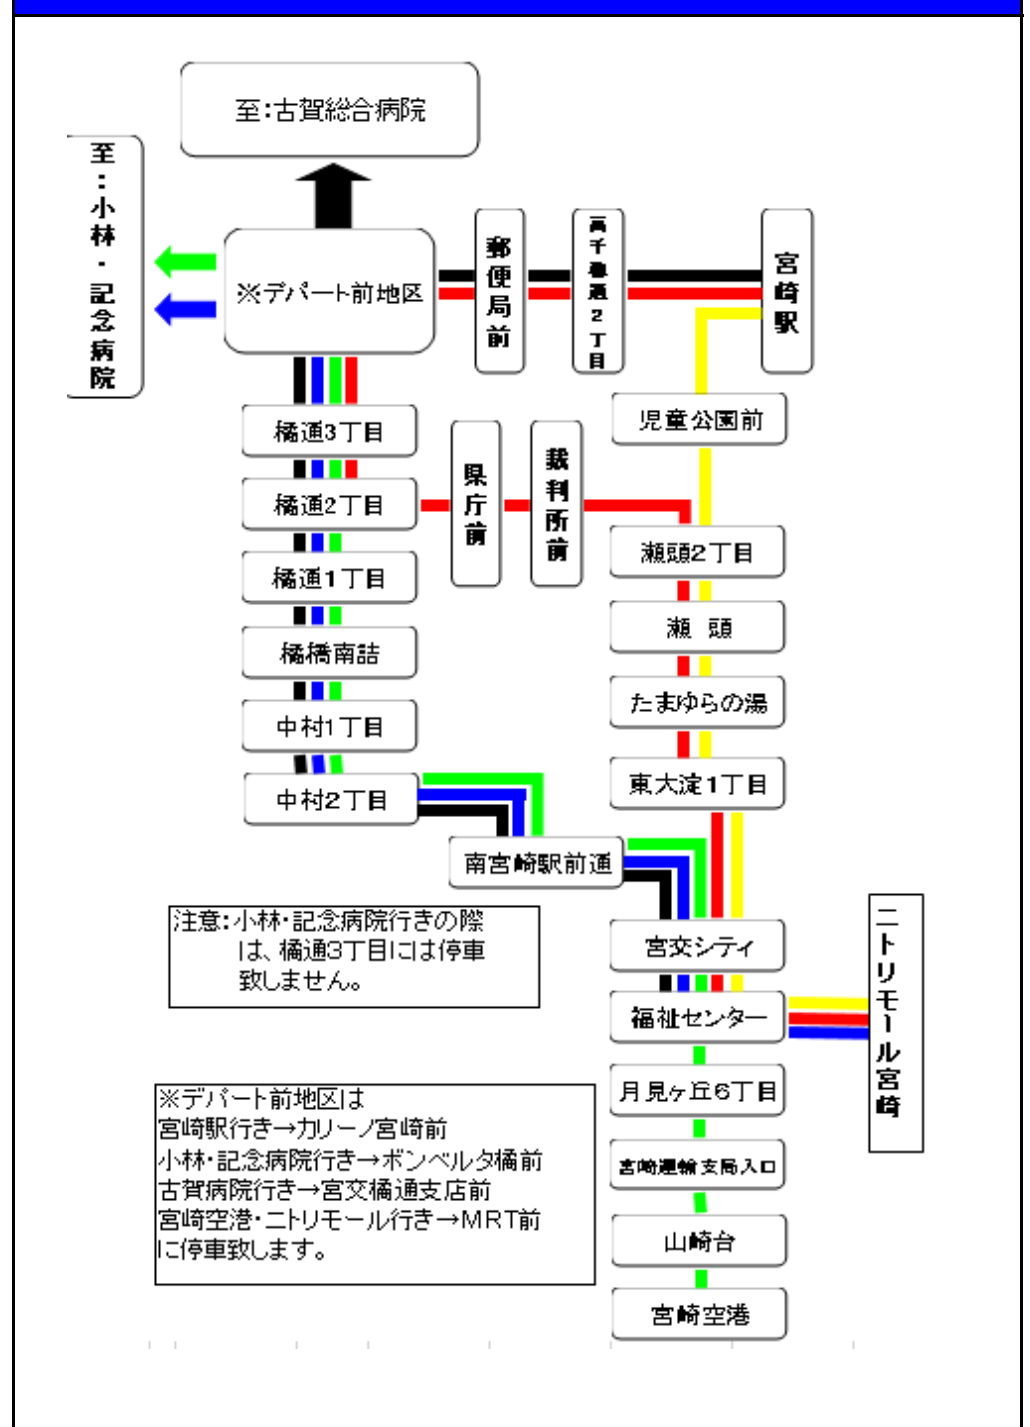 至：古賀総合病院
至：小林・記念病院
※デパート前地区
郵便局前
高千穂通２丁目
宮崎駅
橘通3丁目
児童公園前
橘通2丁目
県庁前
裁判所前
瀬頭2丁目
橘通1丁目
瀬　頭
橘橋南詰
たまゆらの湯
中村1丁目
東大淀1丁目
中村2丁目
南宮崎駅前通
注意：小林・記念病院行きの際
は、橘通3丁目には停車
致しません。
宮交シティ
ニトリモール宮崎
福祉センター
月見ヶ丘6丁目
宮崎運輸支局入口
山崎台
宮崎空港
※デパート前地区は
宮崎駅行き→カリーノ宮崎前
小林・記念病院行き→ボンベルタ橘前
古賀病院行き→宮交橘通支店前
宮崎空港・ニトリモール行き→MRT前
に停車致します。